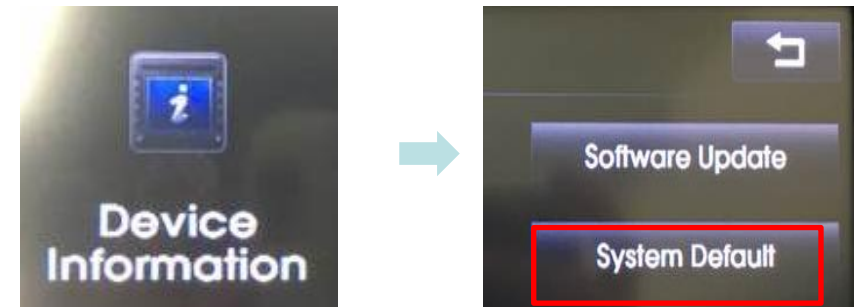 Device
Information
Software Update
System Default